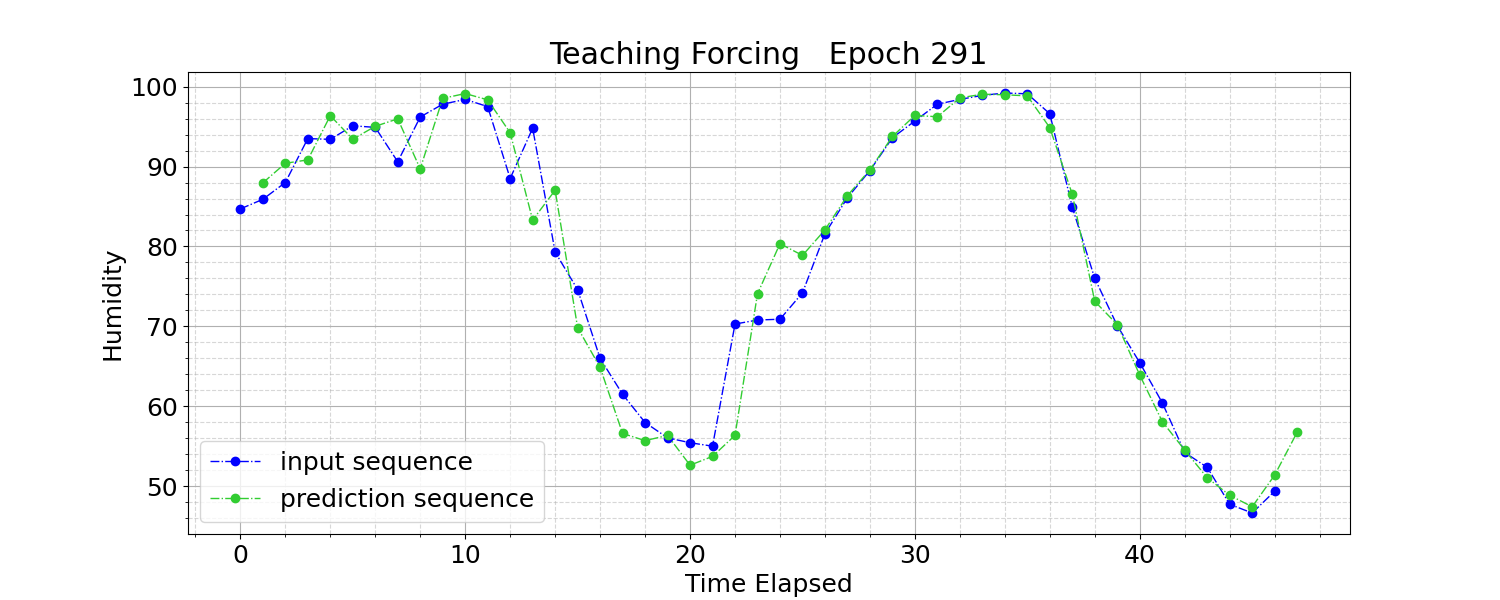 Teaching Forcing   Epoch 291
100
90
80
70
60
50
Humidity
input sequence
prediction sequence
0 10 20 30 40
Time Elapsed